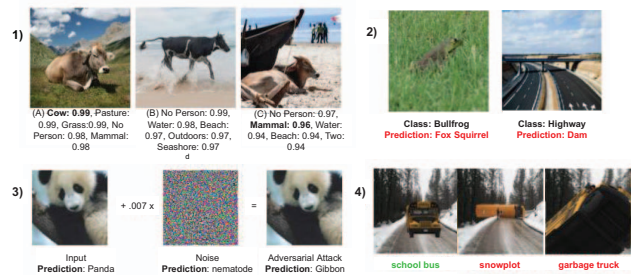 1)
(A) Cow: 0.99, Pasture:
0.99, Grass:0.99, No
Person: 0.98, Mammal:
0.98
(B) No Person: 0.99,
Water: 0.98, Beach:
0.97, Outdoors: 0.97,
Seashore: 0.97
d
(C) No Person: 0.97,
Mammal: 0.96, Water:
0.94, Beach: 0.94, Two:
0.94
2)
Class: Bullfrog
Prediction: Fox Squirrel
Class: Highway
Prediction: Dam
3)
+ .007 x
=
Input
Prediction: Panda
Noise
Prediction: nematode
Adversarial Attack
Prediction: Gibbon
4)
school bus
snowplot
garbage truck